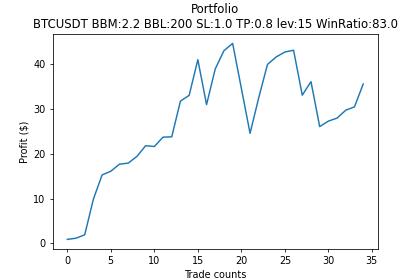 Portfolio
BTCUSDT BBM:2.2 BBL:200 SL:1.0 TP:0.8 lev:15 WinRatio:83.0
Profit ($)
40
30
20
10
0
0 5 10 15 20 25 30 35
Trade counts